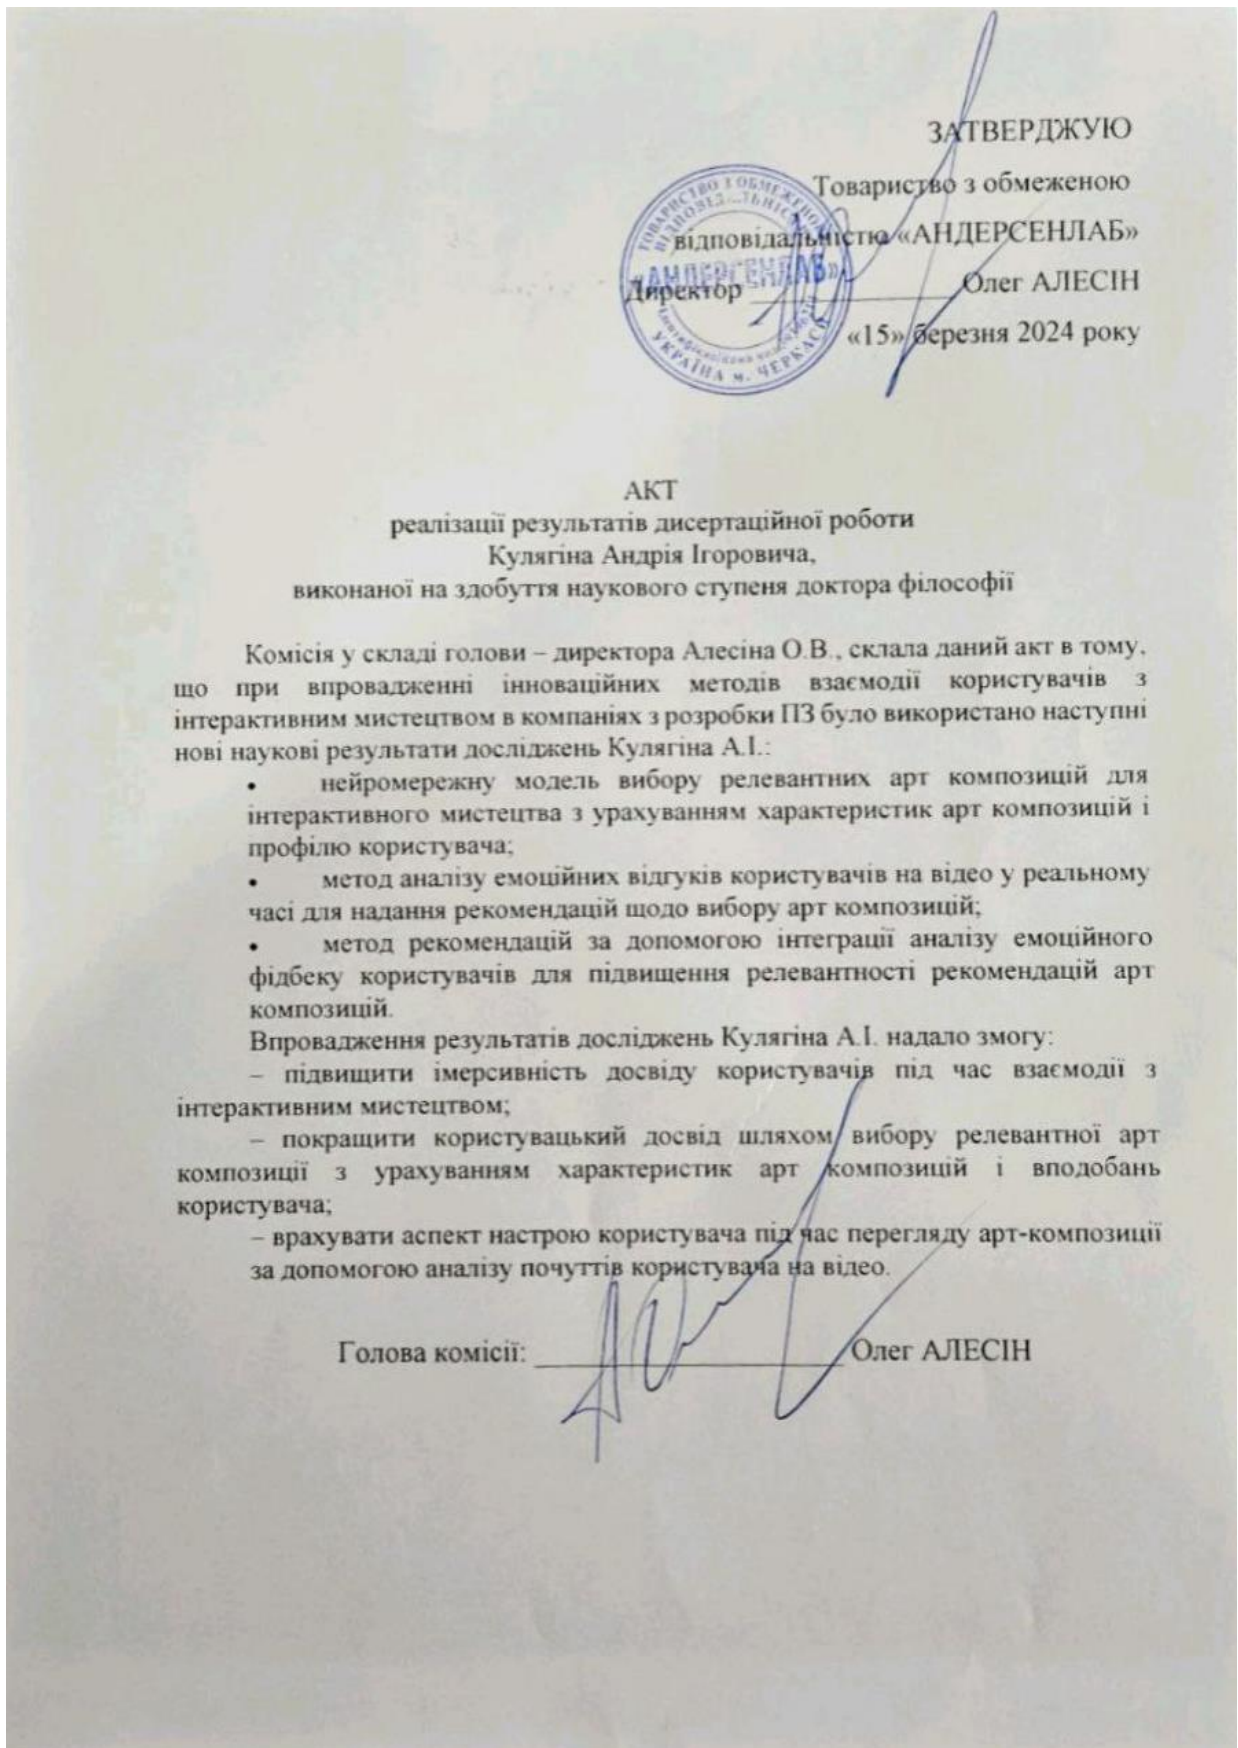 ЗАТВЕРДЖУЮ
Товариство з обмеженою
відповідальністю «АНДЕРСЕНЛАБ»
Директор Олег АЛЕСІН
«15» березня 2024 року
ТОВАРИСТВО З ОБМЕЖЕНОЮ
«АНДЕРСЕНЛАБ»
УКРАЇНА м. ЧЕРКАСИ
АКТ
реалізації результатів дисертаційної роботи
Кулягіна Андрія Ігоровича,
виконаної на здобуття наукового ступеня доктора філософії
Комісія у складі голови – директора Алесіна О.В., склала даний акт в тому,
що при впровадженні інноваційних методів взаємодії користувачів з
інтерактивним мистецтвом в компаніях з розробки ПЗ було використано наступні
нові наукові результати досліджень Кулягіна А.І.:
• нейромережну модель вибору релевантних арт композицій для
інтерактивного мистецтва з урахуванням характеристик арт композицій і
профілю користувача;
• метод аналізу емоційних відгуків користувачів на відео у реальному
часі для надання рекомендацій щодо вибору арт композицій;
• метод рекомендацій за допомогою інтеграції аналізу емоційного
фідбеку користувачів для підвищення релевантності рекомендацій арт
композицій.
Впровадження результатів досліджень Кулягіна А.І. надало змогу:
– підвищити імерсивність досвіду користувачів під час взаємодії з
інтерактивним мистецтвом;
– покращити користувацький досвід шляхом вибору релевантної арт
композиції з урахуванням характеристик арт композицій і вподобань
користувача;
– врахувати аспект настрою користувача під час перегляду арт-композиції
за допомогою аналізу почуттів користувача на відео.
Голова комісії: Олег АЛЕСІН